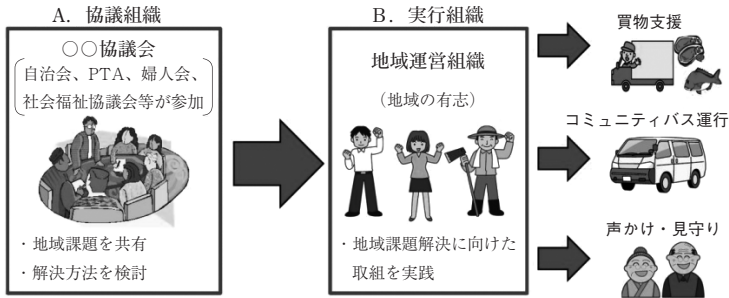 A．協議組織
○○協議会
自治会、PTA、婦人会、
社会福祉協議会等が参加
・地域課題を共有
・解決方法を検討
B．実行組織
地域運営組織
（地域の有志）
・地域課題解決に向けた
取組を実践
買物支援
コミュニティバス運行
声かけ・見守り